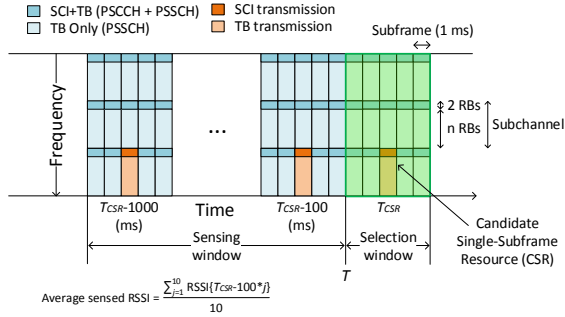 SCI+TB (PSCCH + PSSCH)
SCI transmission
TB Only (PSSCH)
TB transmission
Subframe (1 ms)
Frequency
...
2 RBs
n RBs
Subchannel
TCSR-1000
(ms)
Time
TCSR-100
(ms)
TCSR
Sensing
window
Selection
window
Candidate
Single-Subframe
Resource (CSR)
T
Average sensed RSSI = ∑_{j=1}^{10} RSSI{TCSR-100*j} / 10